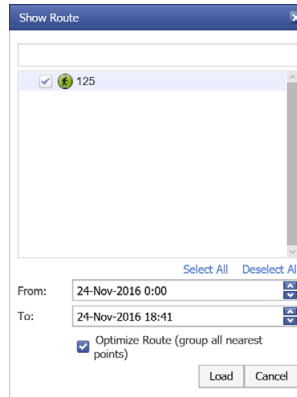 Show Route
125
Select All Deselect Al
From: 24-Nov-2016 0:00
To: 24-Nov-2016 18:41
Optimize Route (group all nearest
points)
Load Cancel